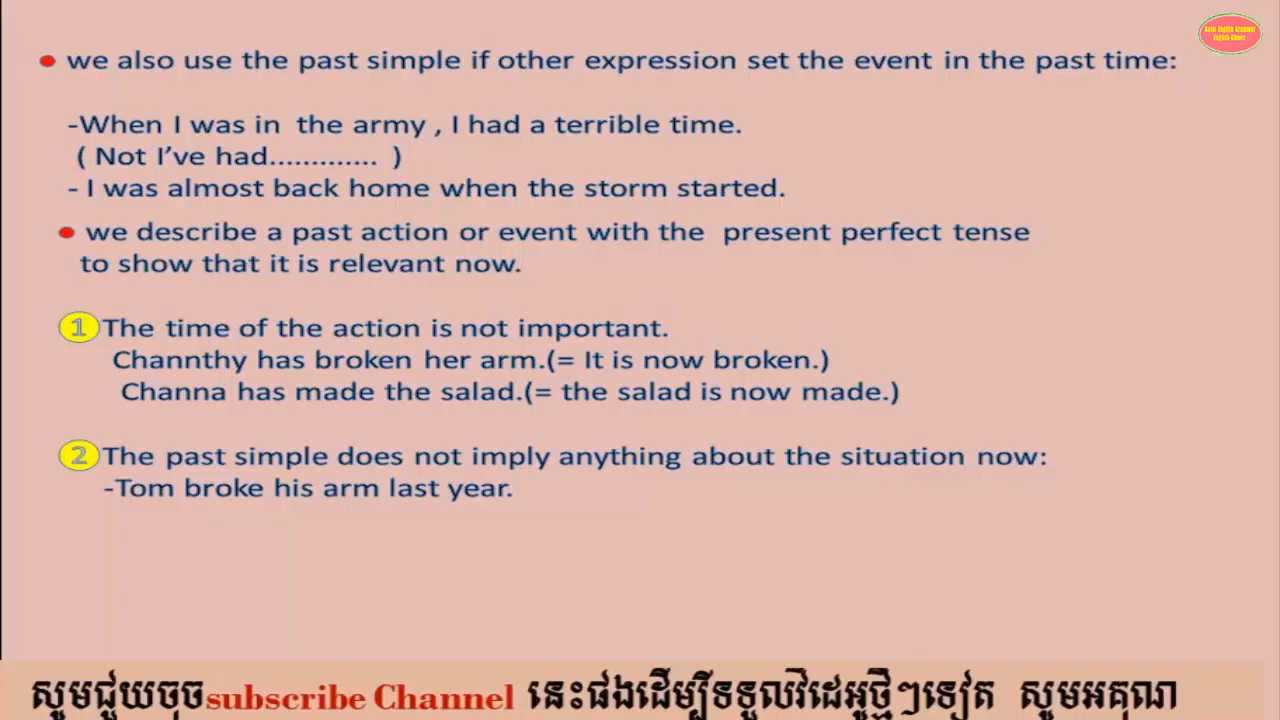 Basic English Grammar
English-Khmer
we also use the past simple if other expression set the event in the past time:
-When I was in the army , I had a terrible time.
( Not I’ve had............. )
- I was almost back home when the storm started.
we describe a past action or event with the present perfect tense
to show that it is relevant now.
1 The time of the action is not important.
Channthy has broken her arm.(= It is now broken.)
Channa has made the salad.(= the salad is now made.)
2 The past simple does not imply anything about the situation now:
-Tom broke his arm last year.
សូមជួយចុចsubscribe Channel នេះផងដើម្បីទទួលវីដេអូថ្មីៗទៀត សូមអរគុណ